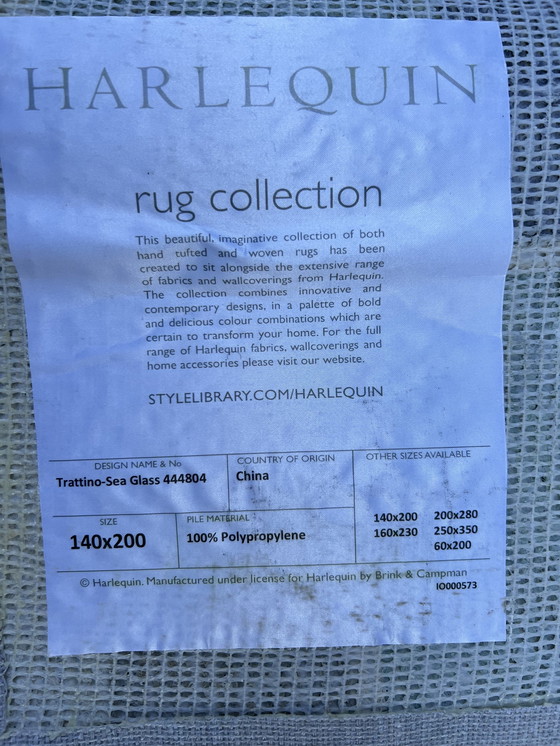 HARLEQUIN
rug collection
This beautiful, imaginative collection of both
hand tufted and woven rugs has been
created to sit alongside the extensive range
of fabrics and wallcoverings from Harlequin.
The collection combines innovative and
contemporary designs, in a palette of bold
and delicious colour combinations which are
certain to transform your home. For the full
range of Harlequin fabrics, wallcoverings and
home accessories please visit our website.
STYLELIBRARY.COM/HARLEQUIN
DESIGN NAME & No
Trattino-Sea Glass 444804
COUNTRY OF ORIGIN
China
OTHER SIZES AVAILABLE
140x200 200x280
160x230 250x350
60x200
SIZE
140x200
PILE MATERIAL
100% Polypropylene
© Harlequin. Manufactured under license for Harlequin by Brink & Campman
IO000573